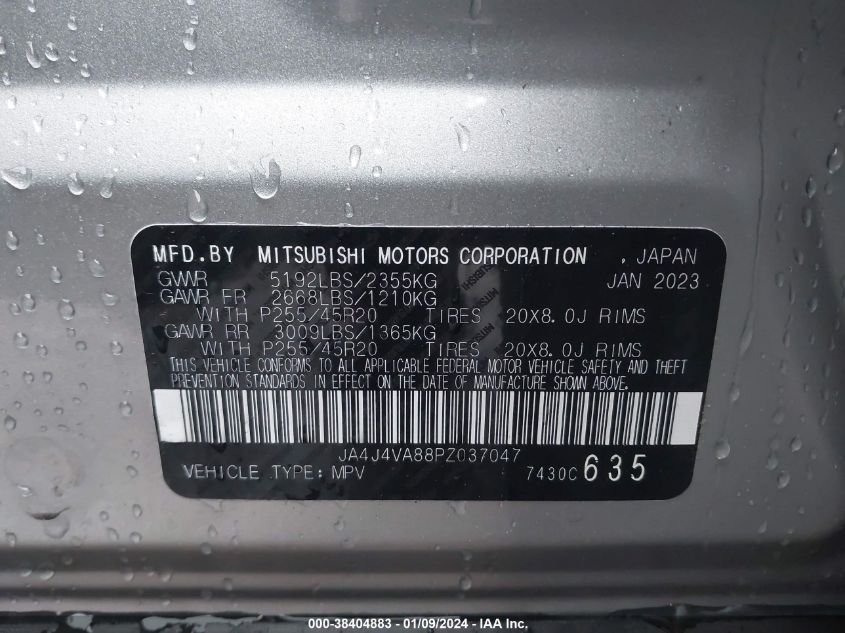 MFD.BY MITSUBISHI MOTORS CORPORATION , JAPAN
GVWR 5192LBS/2355KG JAN 2023
GAWR FR 2668LBS/1210KG
WITH P255/45R20 TIRES 20X8.0J RIMS
GAWR RR 3009LBS/1365KG
WITH P255/45R20 TIRES 20X8.0J RIMS
THIS VEHICLE CONFORMS TO ALL APPLICABLE FEDERAL MOTOR VEHICLE SAFETY AND THEFT
PREVENTION STANDARDS IN EFFECT ON THE DATE OF MANUFACTURE SHOWN ABOVE.
JA4J4VA88PZ037047
VEHICLE TYPE: MPV 7430C 635
000-38404883 - 01/09/2024 - IAA Inc.